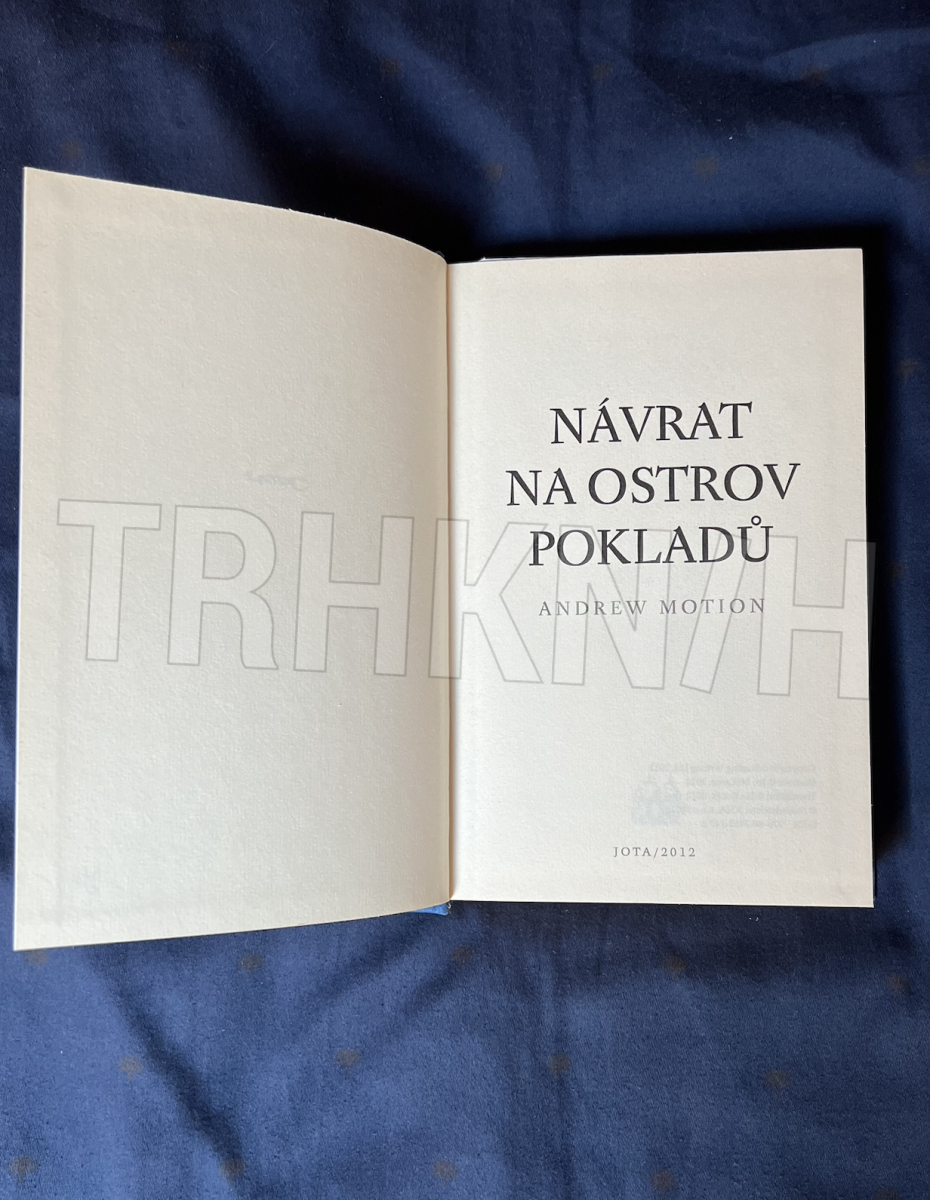 NÁVRAT
NA OSTROV
POKLADŮ
ANDREW MOTION
JOTA/2012
TRHKNIH